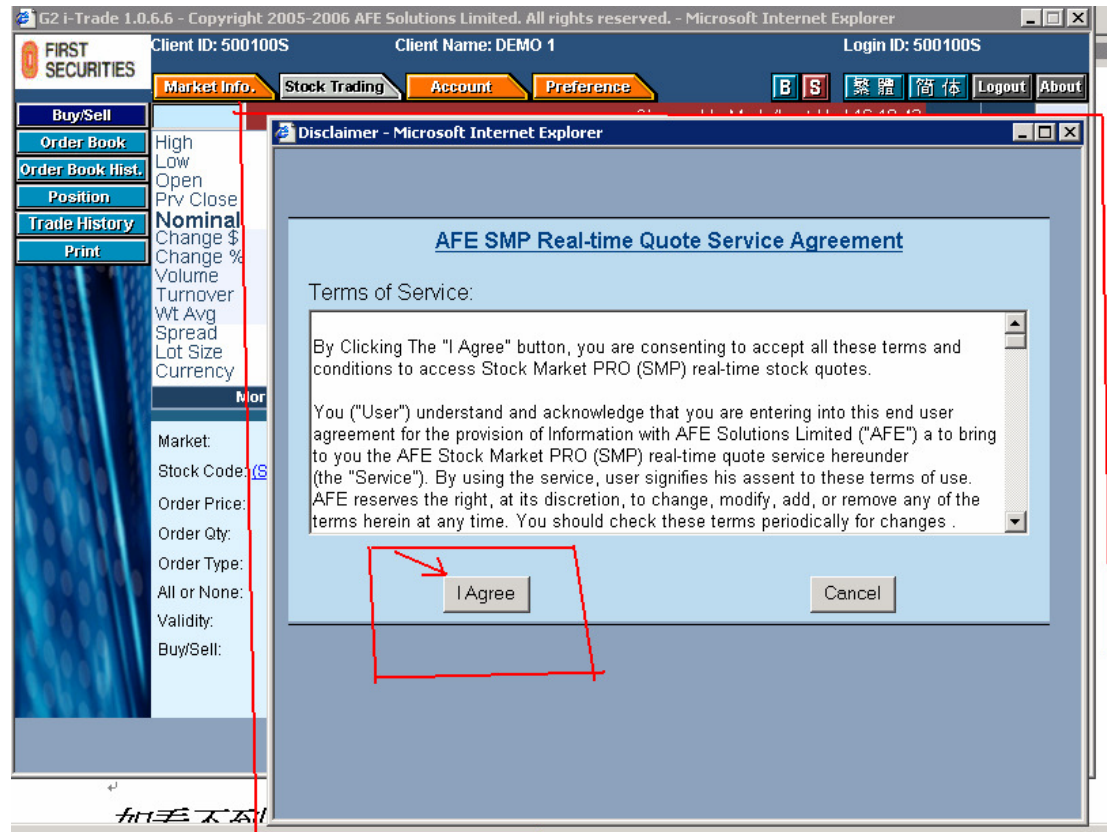 G2 i-Trade 1.0.6.6 - Copyright 2005-2006 AFE Solutions Limited. All rights reserved. - Microsoft Internet Explorer
FIRST
SECURITIES
Client ID: 500100S Client Name: DEMO 1 Login ID: 500100S
Market Info. Stock Trading Account Preference B S 繁體 简体 Logout About
Buy/Sell
Order Book
Order Book Hist.
Position
Trade History
Print
High
Low
Open
Prv Close
Nominal
Change $
Change %
Volume
Turnover
Wt Avg
Spread
Lot Size
Currency
Mor
Market:
Stock Code: (S
Order Price:
Order Qty:
Order Type:
All or None:
Validity:
Buy/Sell:
Disclaimer - Microsoft Internet Explorer
AFE SMP Real-time Quote Service Agreement
Terms of Service:
By Clicking The "I Agree" button, you are consenting to accept all these terms and
conditions to access Stock Market PRO (SMP) real-time stock quotes.
You ("User") understand and acknowledge that you are entering into this end user
agreement for the provision of Information with AFE Solutions Limited ("AFE") a to bring
to you the AFE Stock Market PRO (SMP) real-time quote service hereunder
(the "Service"). By using the service, user signifies his assent to these terms of use.
AFE reserves the right, at its discretion, to change, modify, add, or remove any of the
terms herein at any time. You should check these terms periodically for changes .
I Agree Cancel
如看不到